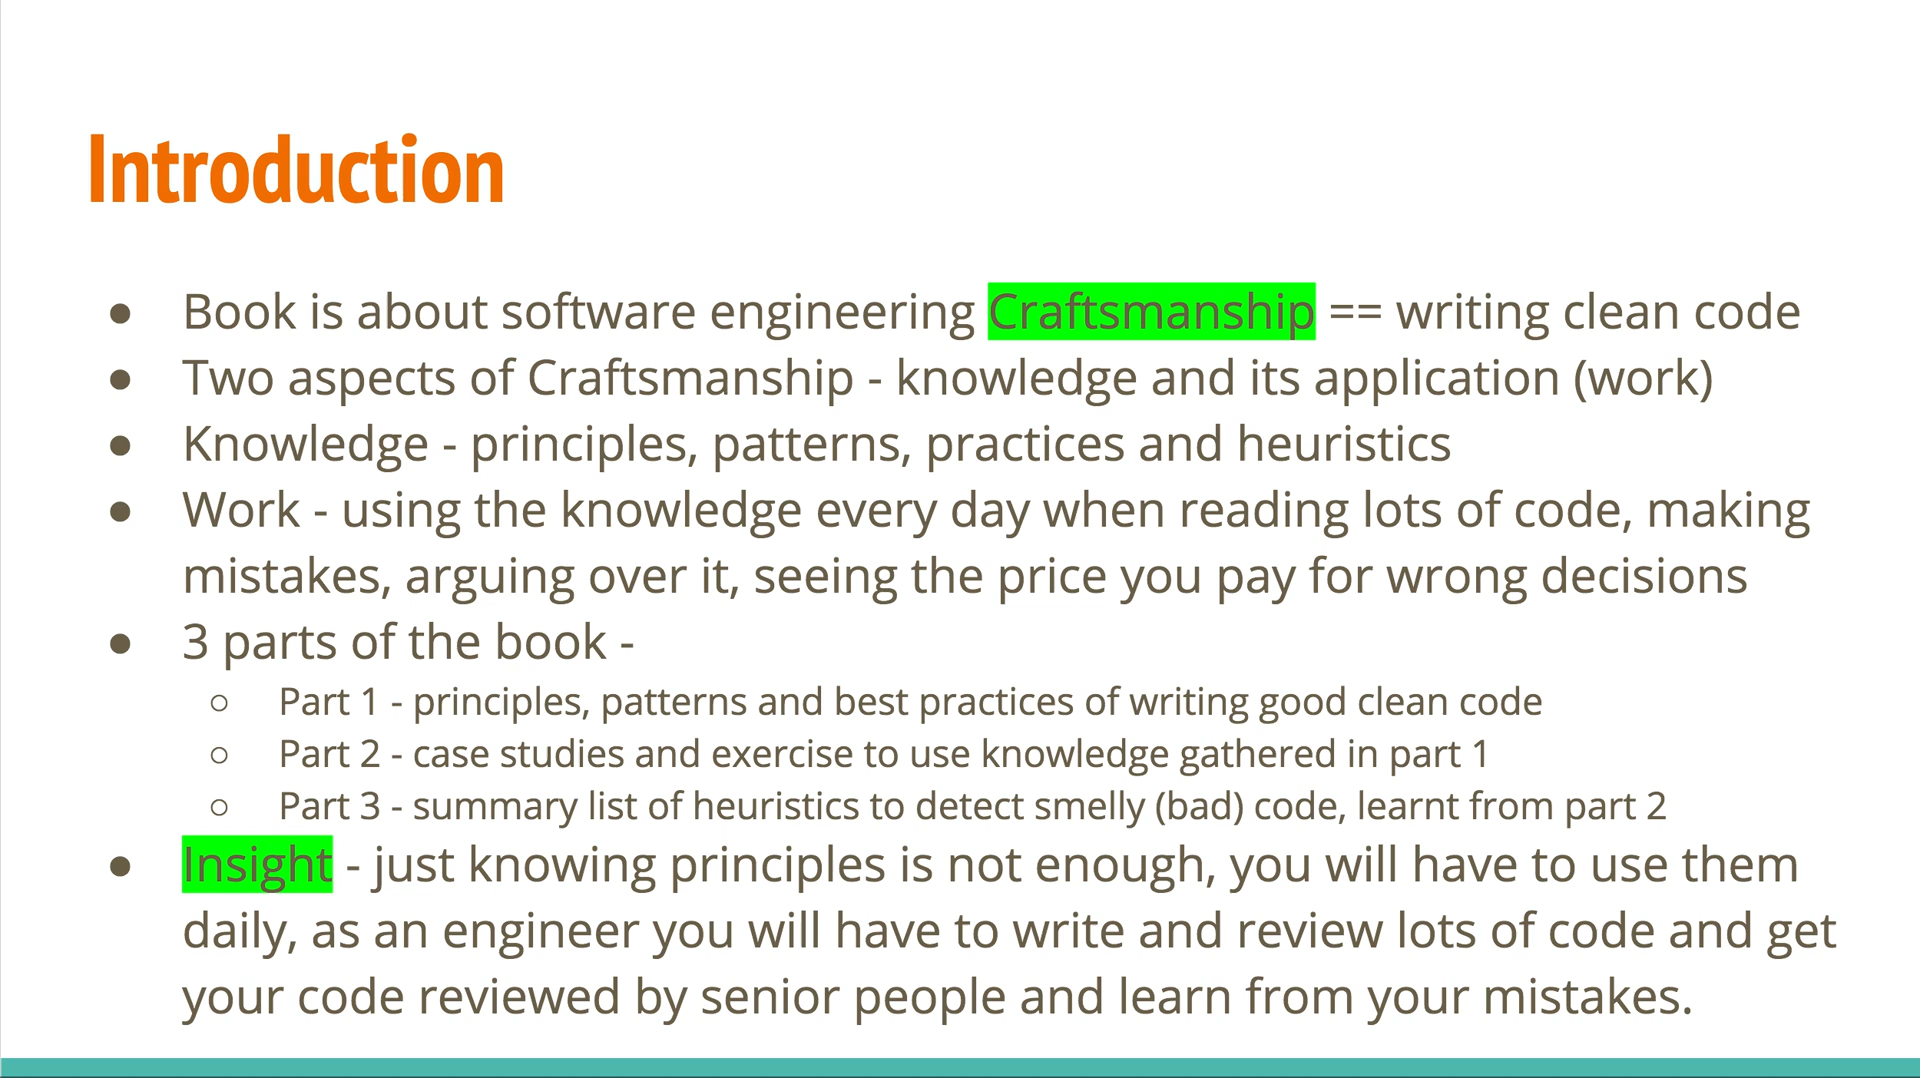 Introduction
● Book is about software engineering Craftsmanship == writing clean code
● Two aspects of Craftsmanship - knowledge and its application (work)
● Knowledge - principles, patterns, practices and heuristics
● Work - using the knowledge every day when reading lots of code, making
mistakes, arguing over it, seeing the price you pay for wrong decisions
● 3 parts of the book -
○ Part 1 - principles, patterns and best practices of writing good clean code
○ Part 2 - case studies and exercise to use knowledge gathered in part 1
○ Part 3 - summary list of heuristics to detect smelly (bad) code, learnt from part 2
● Insight - just knowing principles is not enough, you will have to use them
daily, as an engineer you will have to write and review lots of code and get
your code reviewed by senior people and learn from your mistakes.